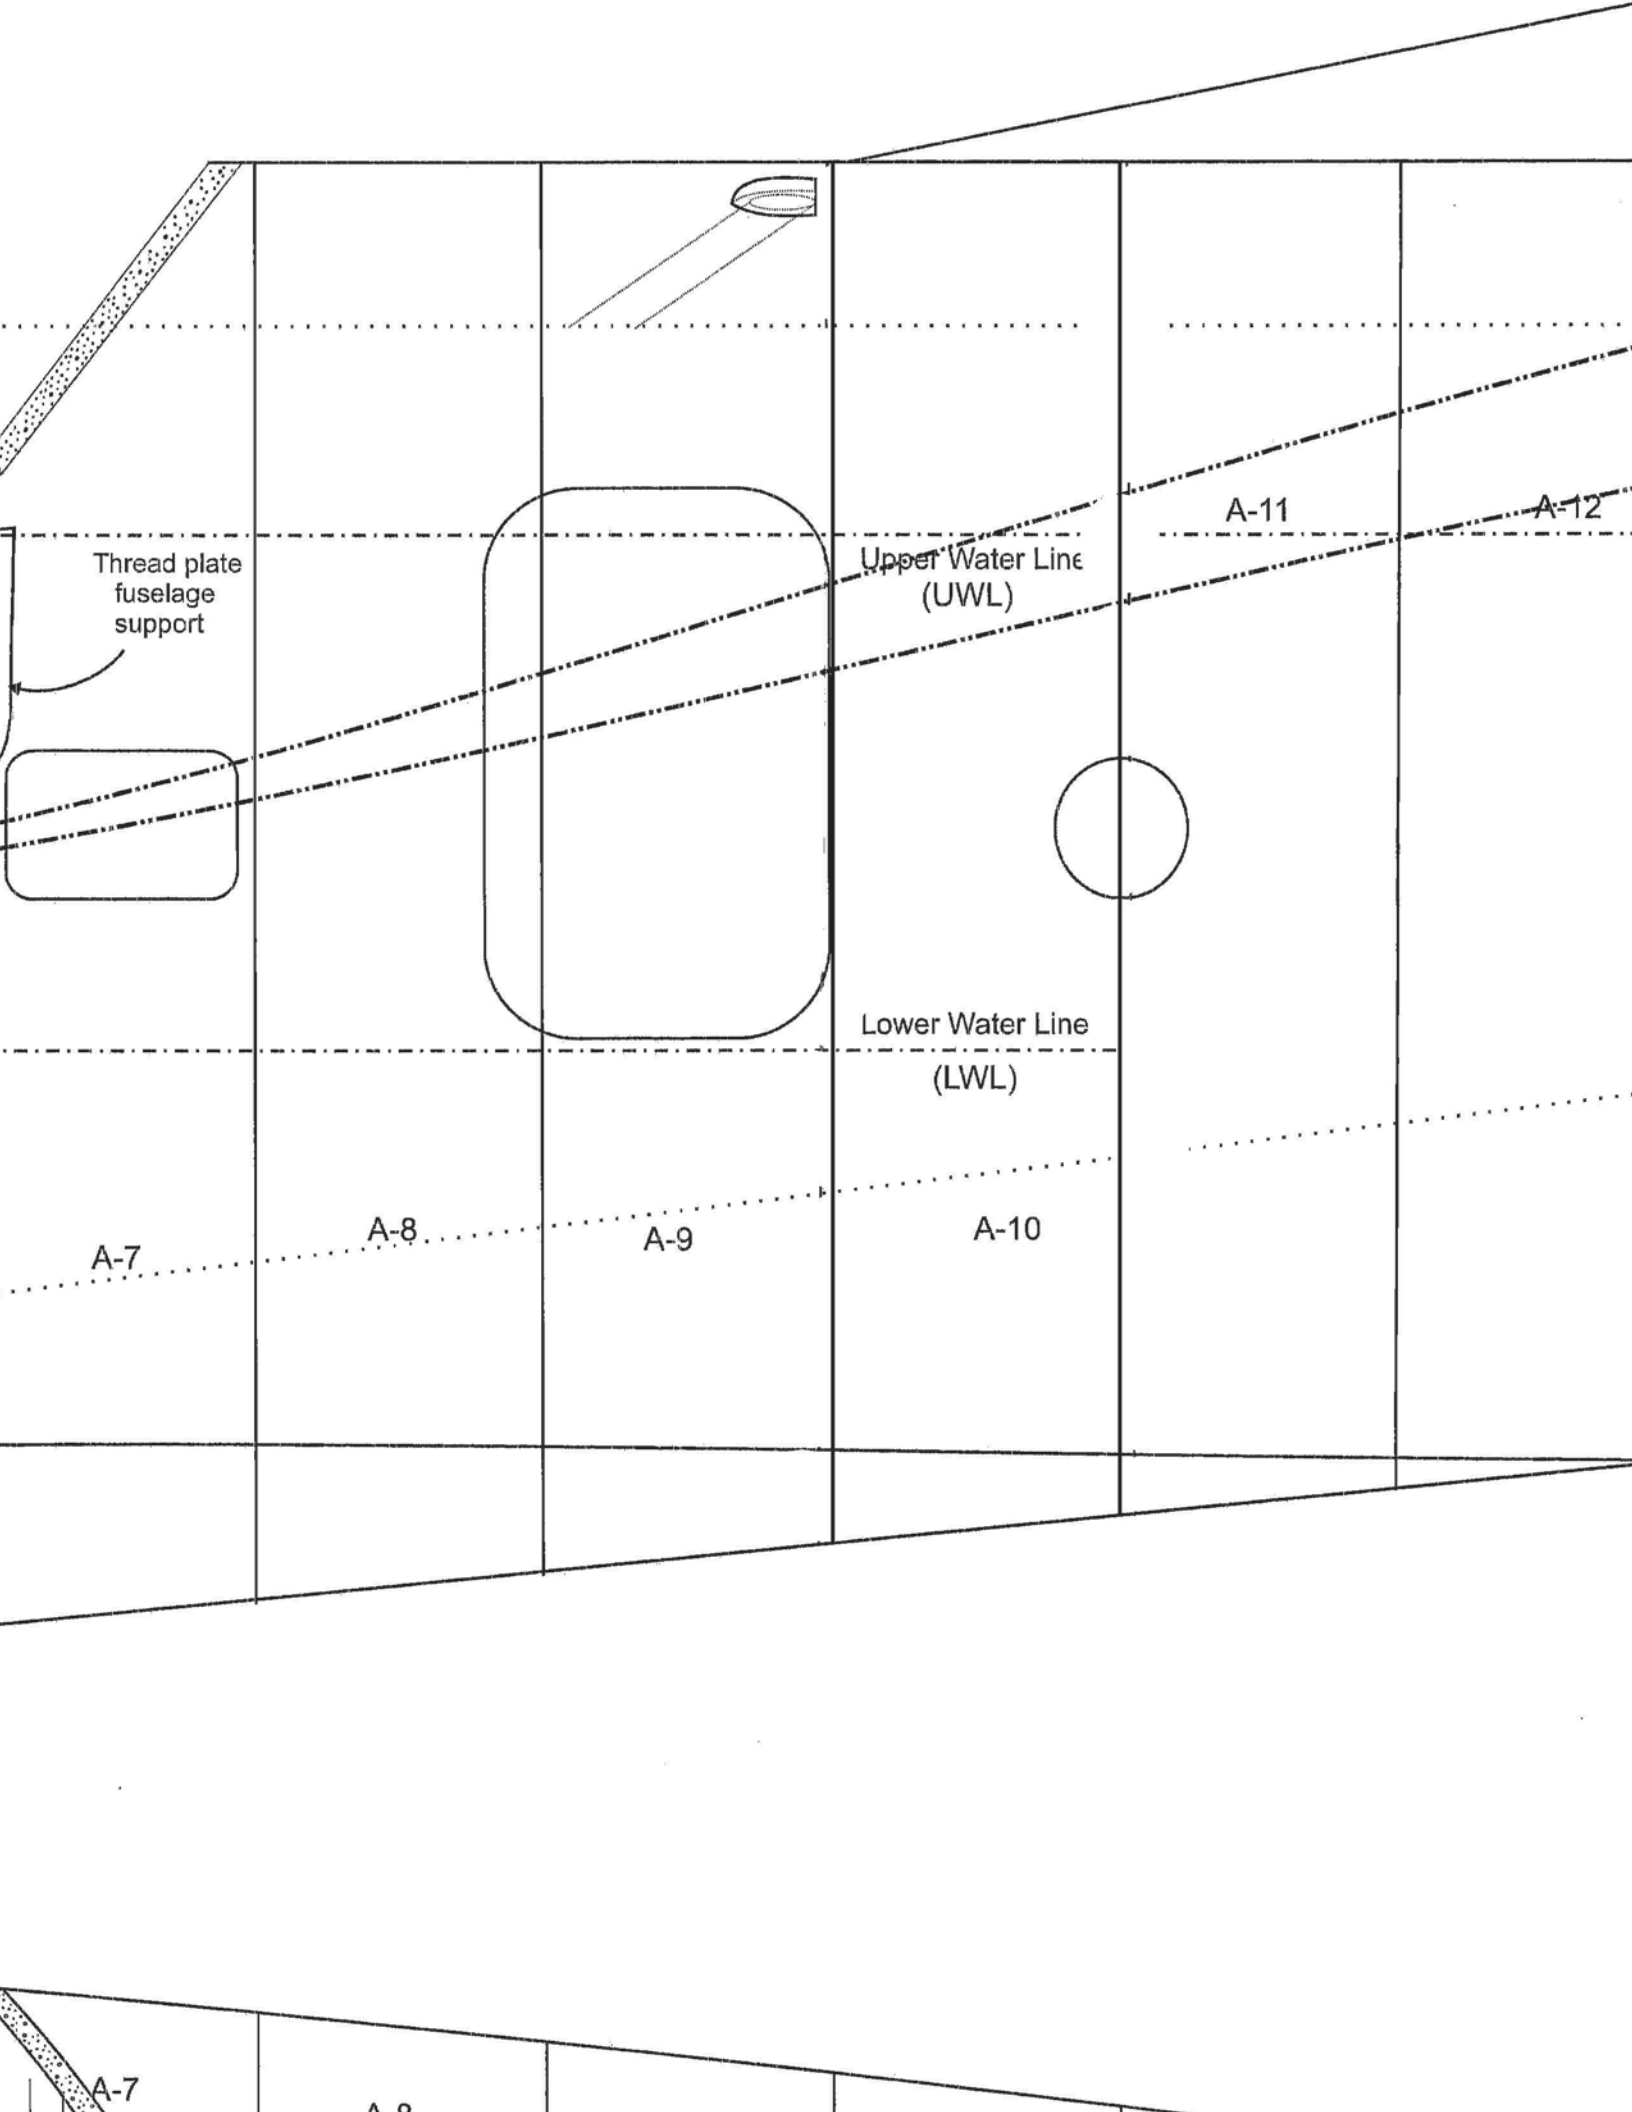 A-11
A-12
Thread plate
fuselage
support
Upper Water Line
(UWL)
Lower Water Line
(LWL)
A-8
A-9
A-10
A-7
A-7
A-8